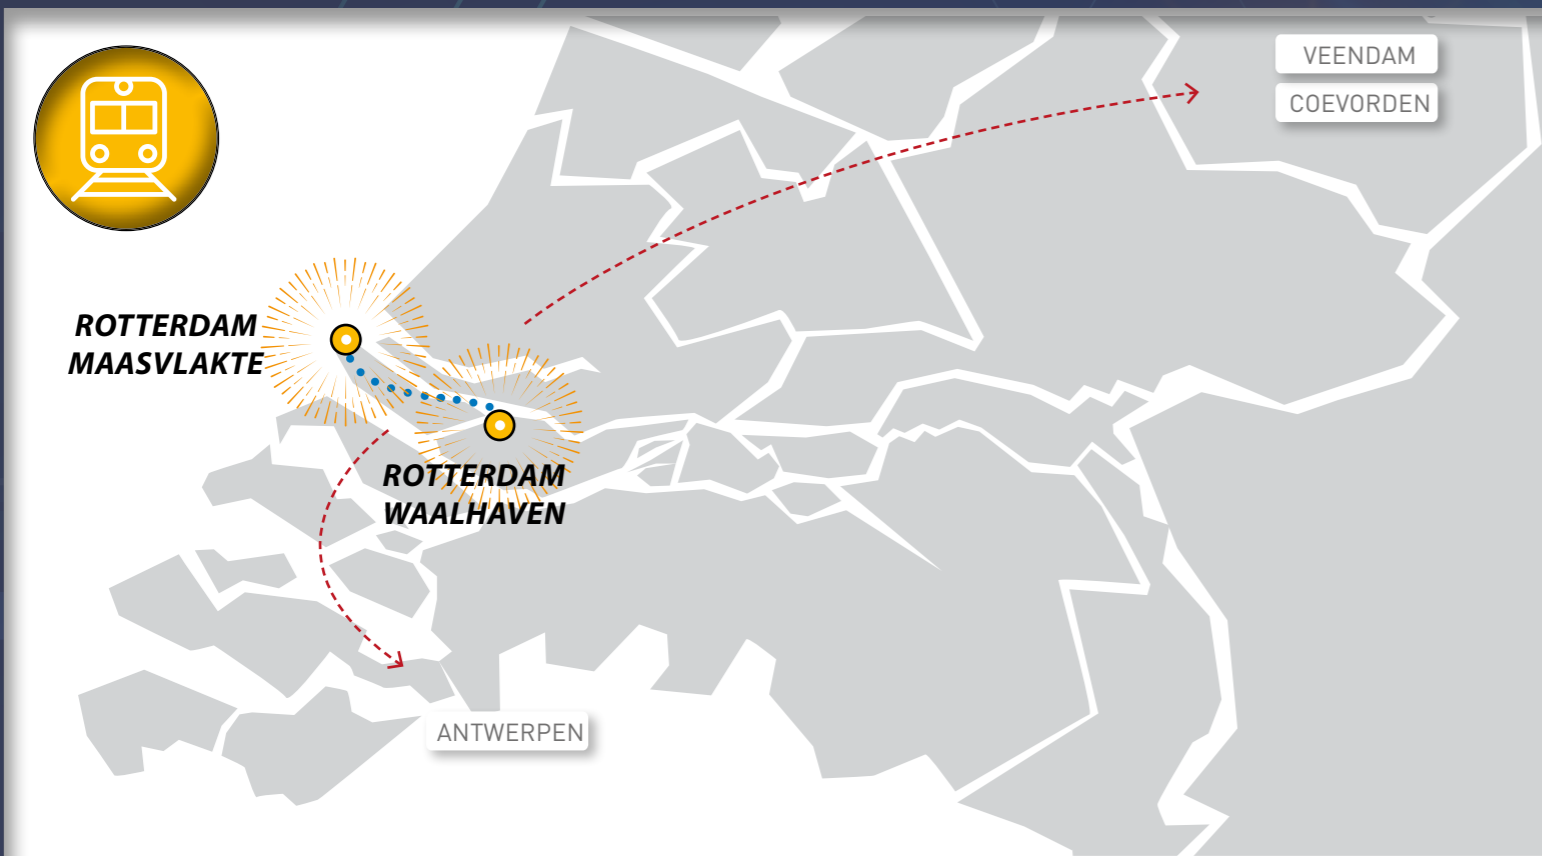 VEENDAM
COEVORDEN
ROTTERDAM
MAASVLAKTE
ROTTERDAM
WAALHAVEN
ANTWERPEN